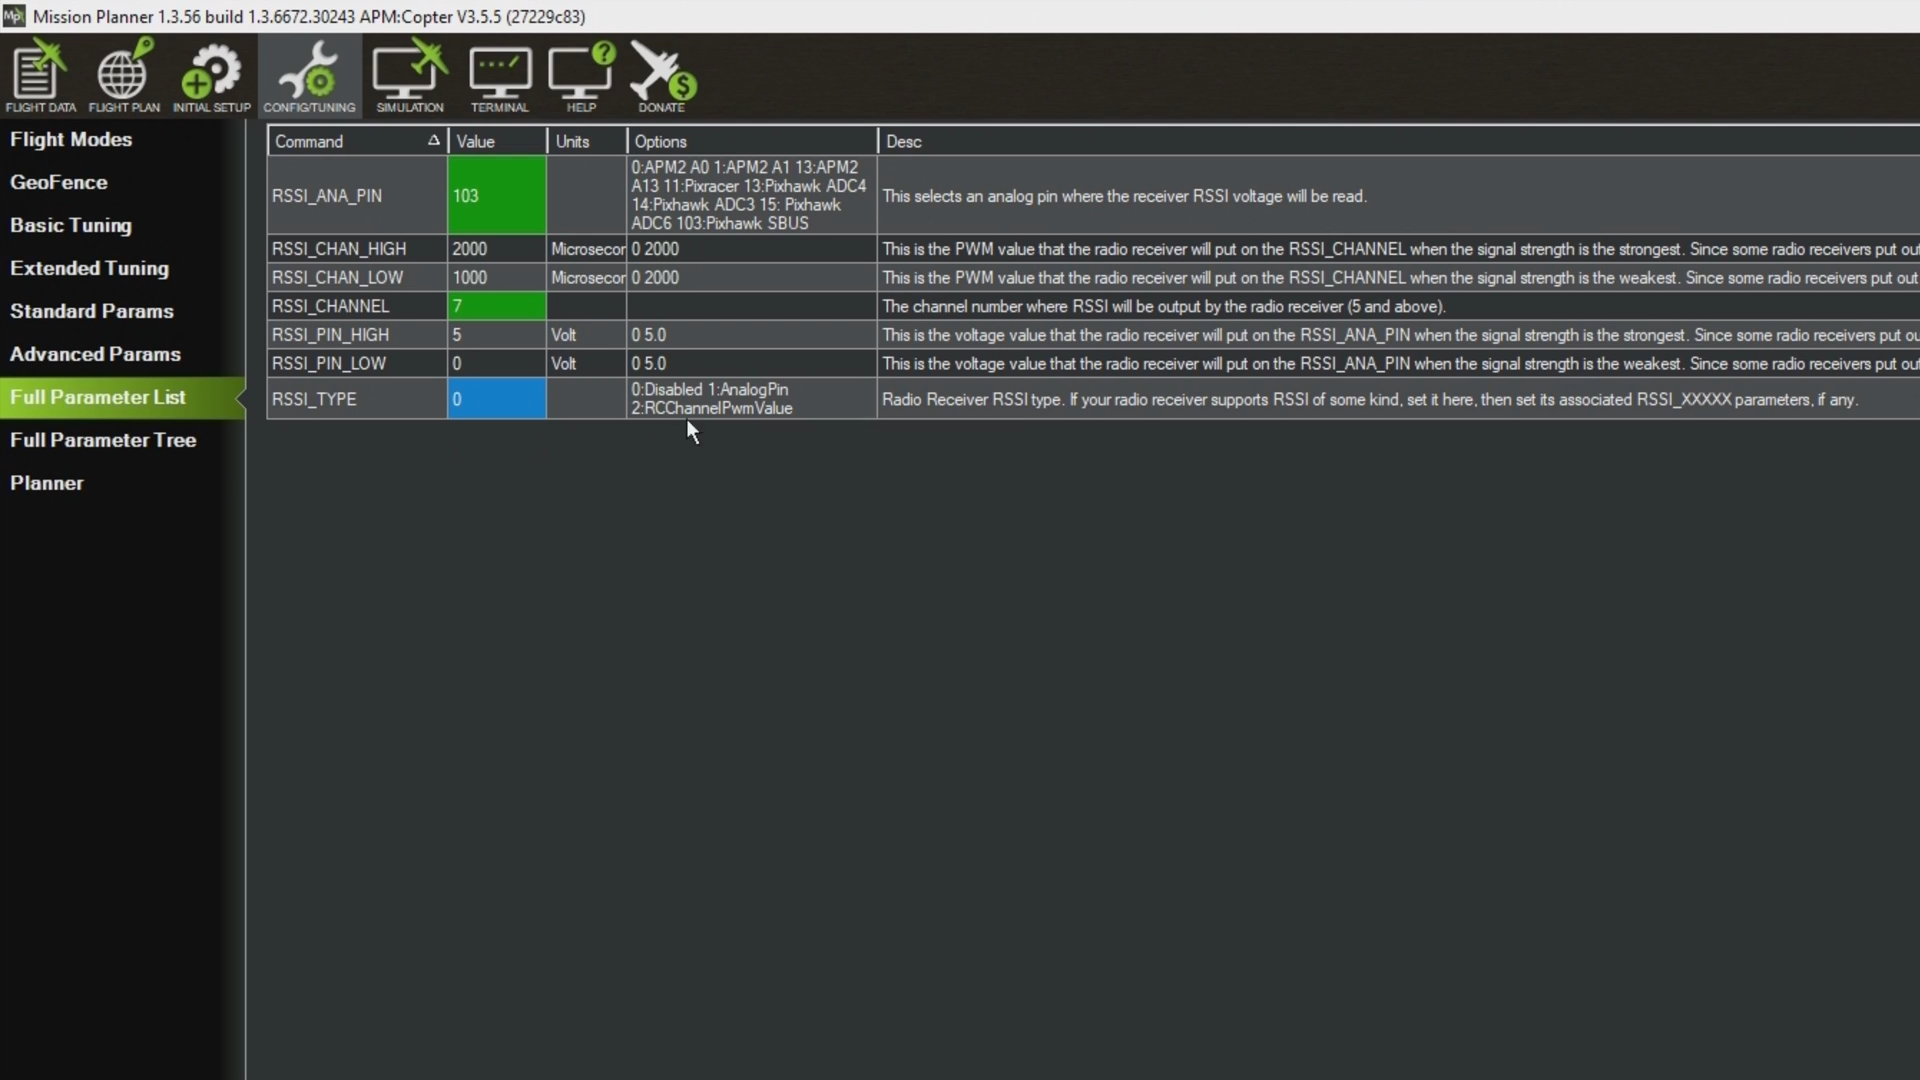 Mission Planner 1.3.56 build 1.3.6672.30243 APM:Copter V3.5.5 (27229c83)
FLIGHT DATA FLIGHT PLAN INITIAL SETUP CONFIG/TUNING SIMULATION TERMINAL HELP DONATE
Flight Modes
GeoFence
Basic Tuning
Extended Tuning
Standard Params
Advanced Params
Full Parameter List
Full Parameter Tree
Planner
Command Value Units Options Desc
RSSI_ANA_PIN 103 0:APM2 A0 1:APM2 A1 13:APM2
A13 11:Pixracer 13:Pixhawk ADC4
14:Pixhawk ADC3 15: Pixhawk
ADC6 103:Pixhawk SBUS
This selects an analog pin where the receiver RSSI voltage will be read.
RSSI_CHAN_HIGH 2000 Microsecor 0 2000 This is the PWM value that the radio receiver will put on the RSSI_CHANNEL when the signal strength is the strongest. Since some radio receivers put ou
RSSI_CHAN_LOW 1000 Microsecor 0 2000 This is the PWM value that the radio receiver will put on the RSSI_CHANNEL when the signal strength is the weakest. Since some radio receivers put out
RSSI_CHANNEL 7 The channel number where RSSI will be output by the radio receiver (5 and above).
RSSI_PIN_HIGH 5 Volt 0 5.0 This is the voltage value that the radio receiver will put on the RSSI_ANA_PIN when the signal strength is the strongest. Since some radio receivers put ou
RSSI_PIN_LOW 0 Volt 0 5.0 This is the voltage value that the radio receiver will put on the RSSI_ANA_PIN when the signal strength is the weakest. Since some radio receivers put out
RSSI_TYPE 0 0:Disabled 1:AnalogPin
2:RCChannelPwmValue
Radio Receiver RSSI type. If your radio receiver supports RSSI of some kind, set it here, then set its associated RSSI_XXXXX parameters, if any.